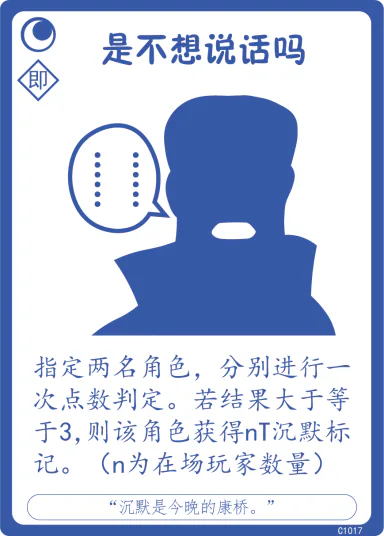 是不想说话吗
即
指定两名角色，分别进行一
次点数判定。若结果大于等
于3,则该角色获得nT沉默标
记。（n为在场玩家数量）
“沉默是今晚的康桥。”
C1017